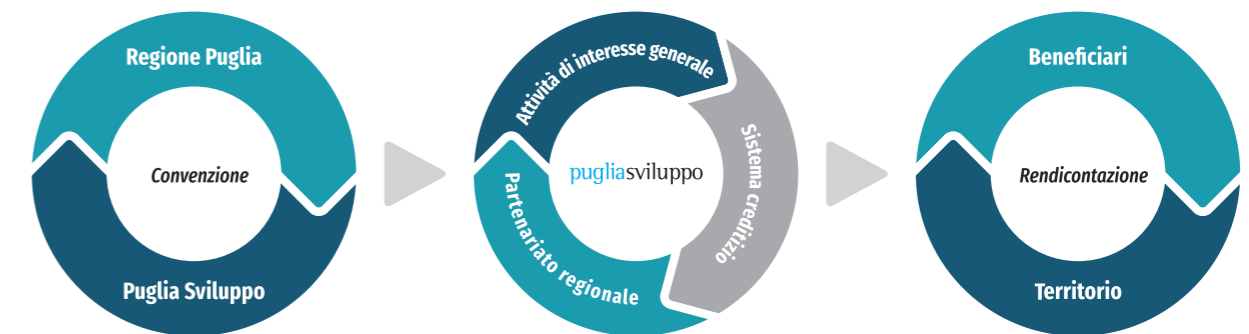 Regione Puglia
Convenzione
Puglia Sviluppo
Attività di interesse generale
Sistema creditizio
Partenariato regionale
pugliasviluppo
Beneficiari
Rendicontazione
Territorio